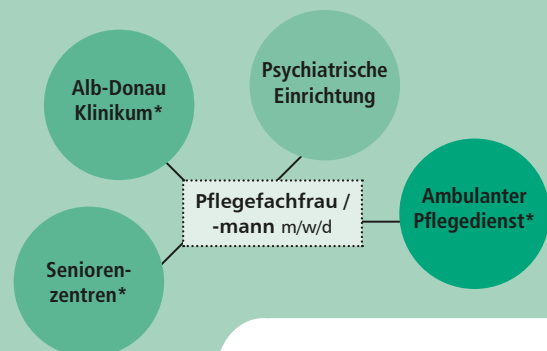 Alb-Donau
Klinikum*
Psychiatrische
Einrichtung
Pflegefachfrau /
-mann m/w/d
Ambulanter
Pflegedienst*
Senioren-
zentren*